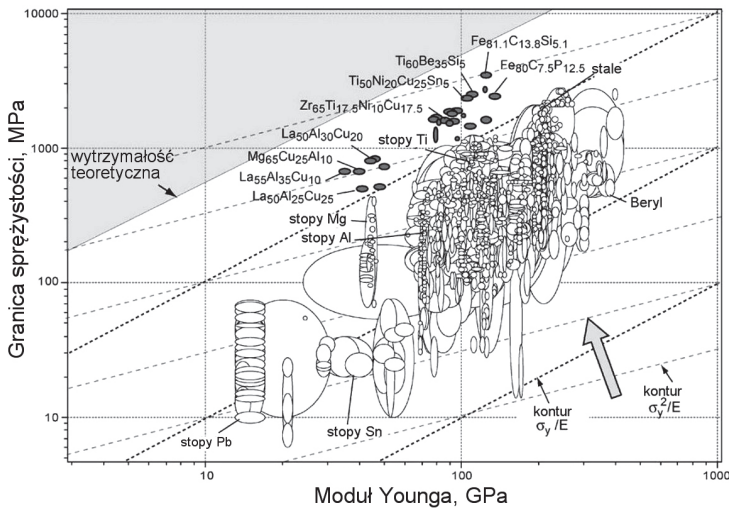 10000
Granica sprężystości, MPa
1000
100
10
wytrzymałość
teoretyczna
Fe81.1C13.8Si5.1
Ti60Be35Si5
Fe80C7.5P12.5
Ti50Ni20Cu25Sn5
stale
Zr65Ti17.5Ni10Cu17.5
La50Al30Cu20
stopy Ti
Mg65Cu25Al10
La55Al35Cu10
La50Al25Cu25
Beryl
stopy Mg
stopy Al
kontur
σy/E
kontur
σy²/E
stopy Pb
stopy Sn
10
100
1000
Moduł Younga, GPa